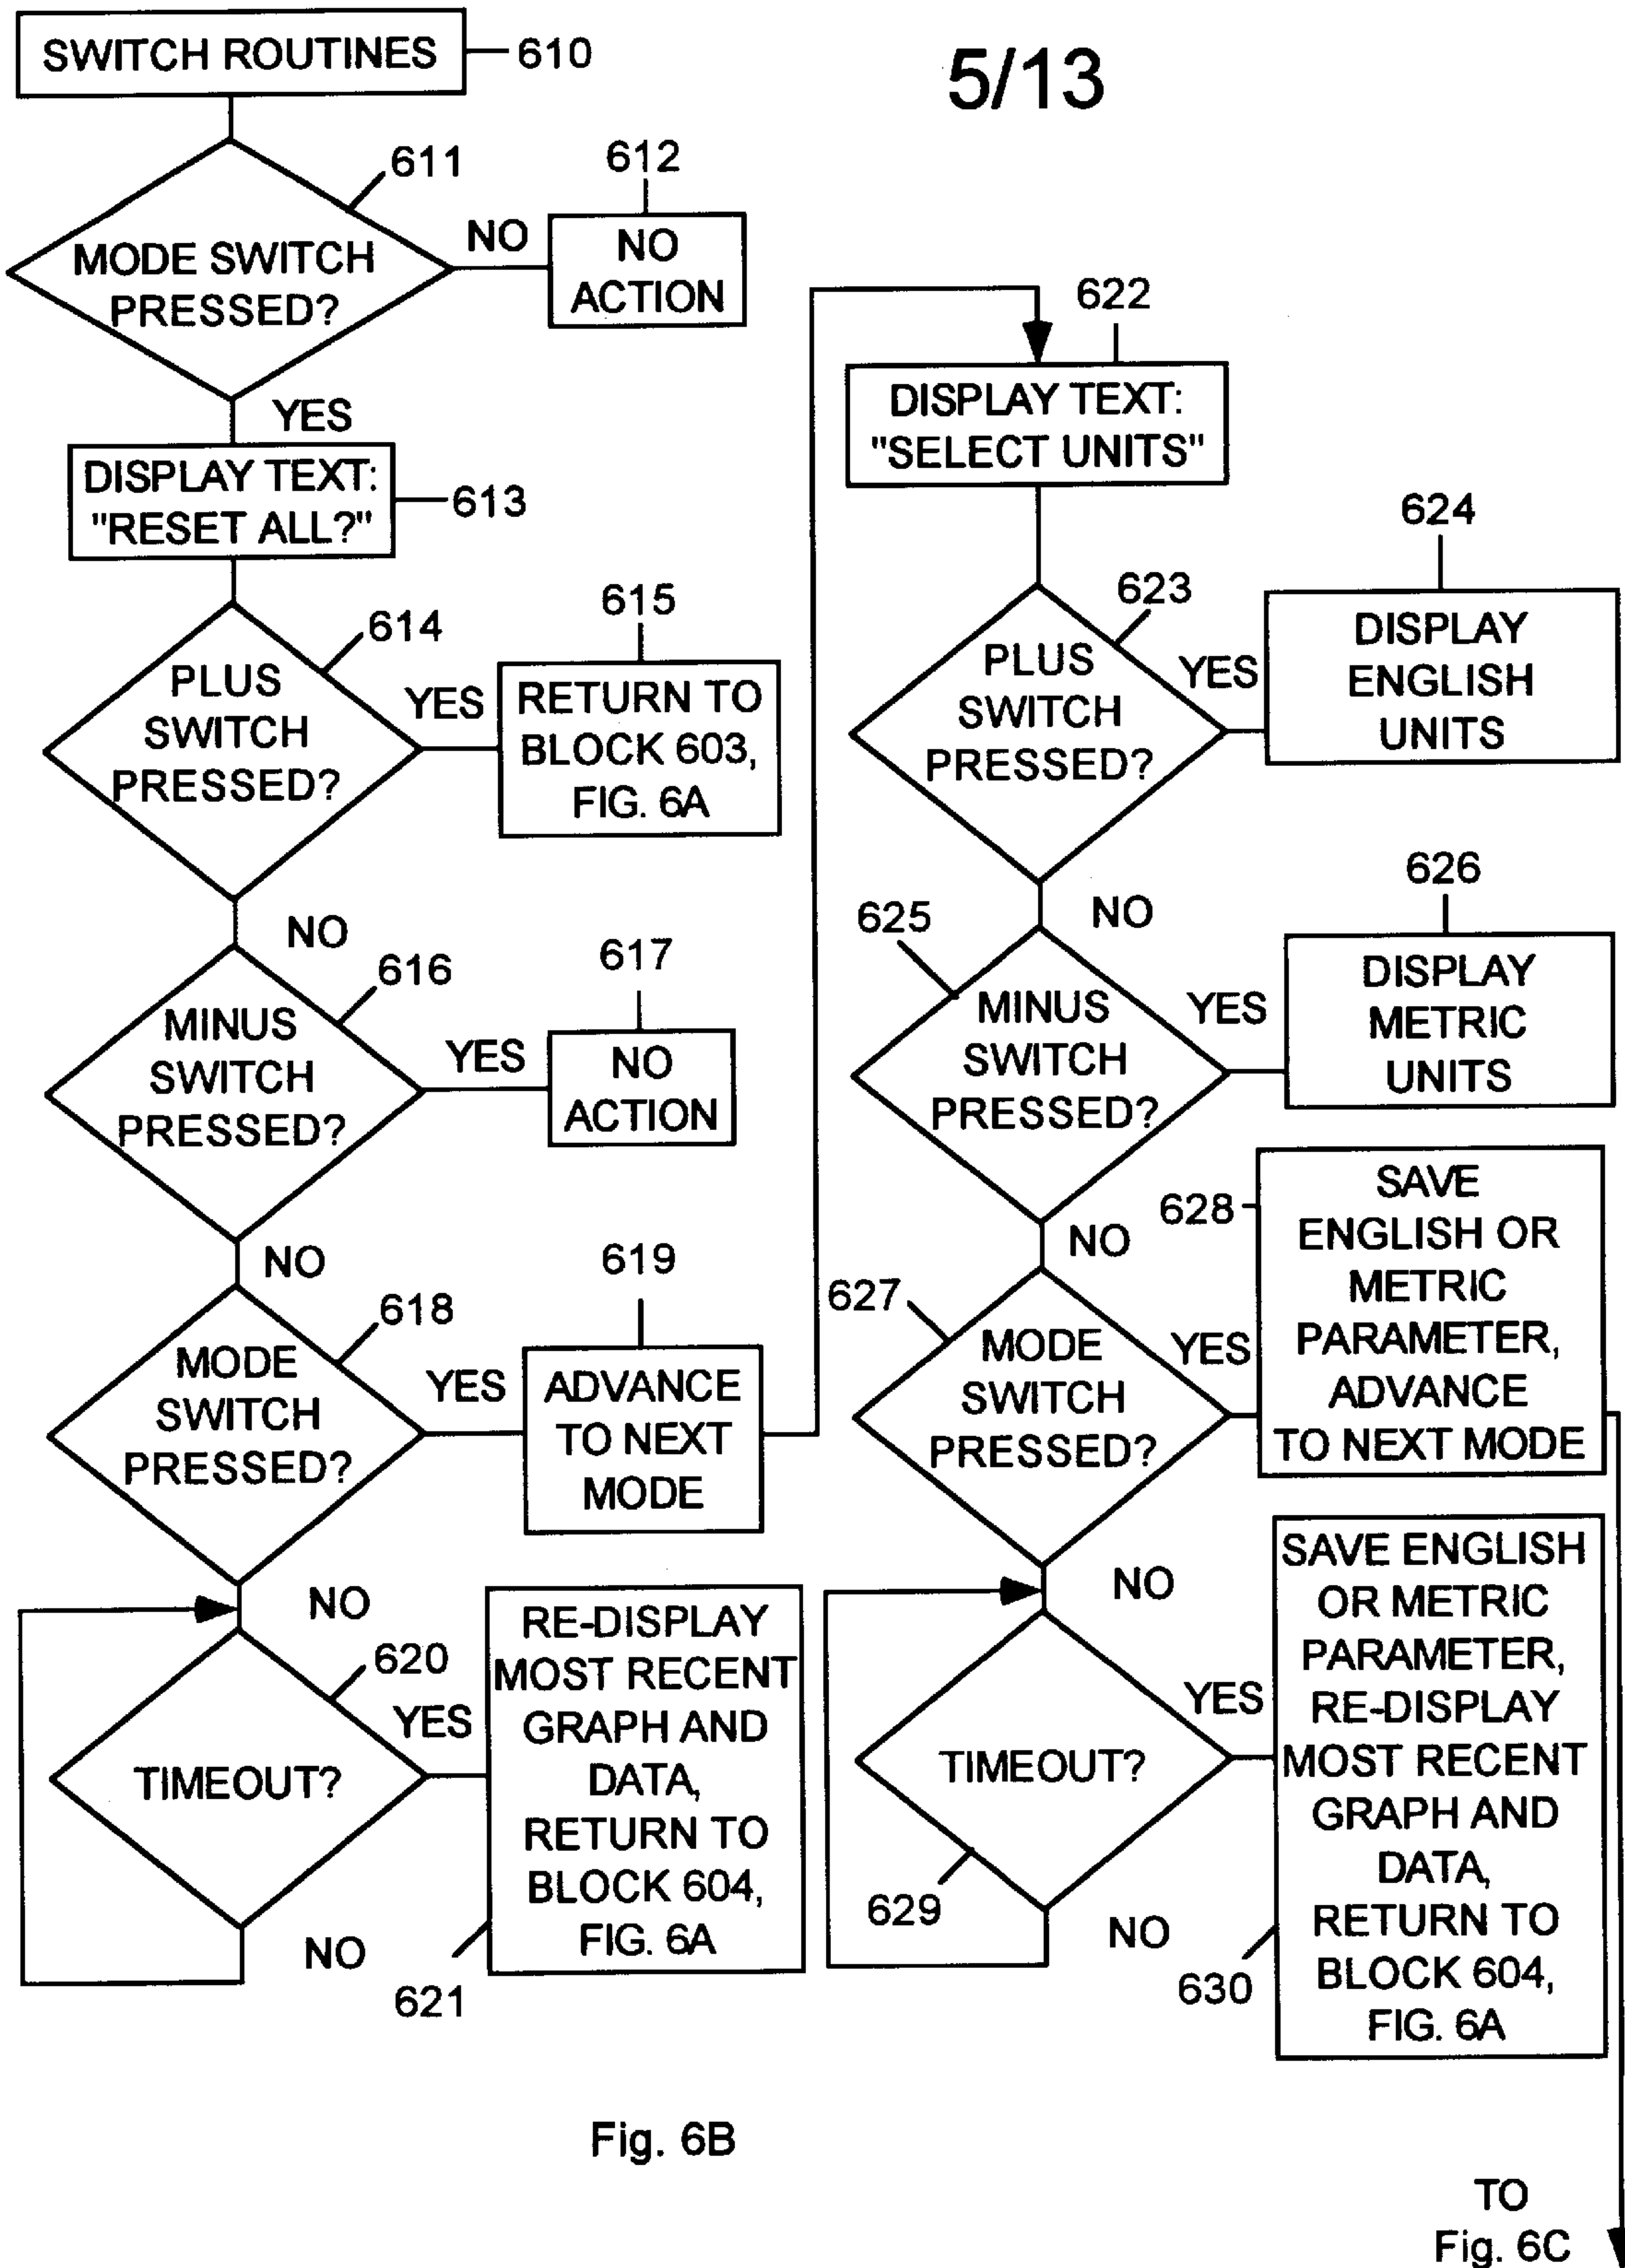 5/13
SWITCH ROUTINES
610
611
MODE SWITCH
PRESSED?
NO
612
NO
ACTION
YES
DISPLAY TEXT:
"RESET ALL?"
613
614
PLUS
SWITCH
PRESSED?
YES
615
RETURN TO
BLOCK 603,
FIG. 6A
NO
616
MINUS
SWITCH
PRESSED?
YES
617
NO
ACTION
NO
618
MODE
SWITCH
PRESSED?
YES
619
ADVANCE
TO NEXT
MODE
NO
620
TIMEOUT?
YES
RE-DISPLAY
MOST RECENT
GRAPH AND
DATA,
RETURN TO
BLOCK 604,
FIG. 6A
621
NO
622
DISPLAY TEXT:
"SELECT UNITS"
623
PLUS
SWITCH
PRESSED?
YES
624
DISPLAY
ENGLISH
UNITS
NO
625
MINUS
SWITCH
PRESSED?
YES
626
DISPLAY
METRIC
UNITS
NO
627
MODE
SWITCH
PRESSED?
YES
628
SAVE
ENGLISH OR
METRIC
PARAMETER,
ADVANCE
TO NEXT MODE
NO
TIMEOUT?
629
YES
SAVE ENGLISH
OR METRIC
PARAMETER,
RE-DISPLAY
MOST RECENT
GRAPH AND
DATA,
RETURN TO
BLOCK 604,
FIG. 6A
630
NO
Fig. 6B
TO
Fig. 6C